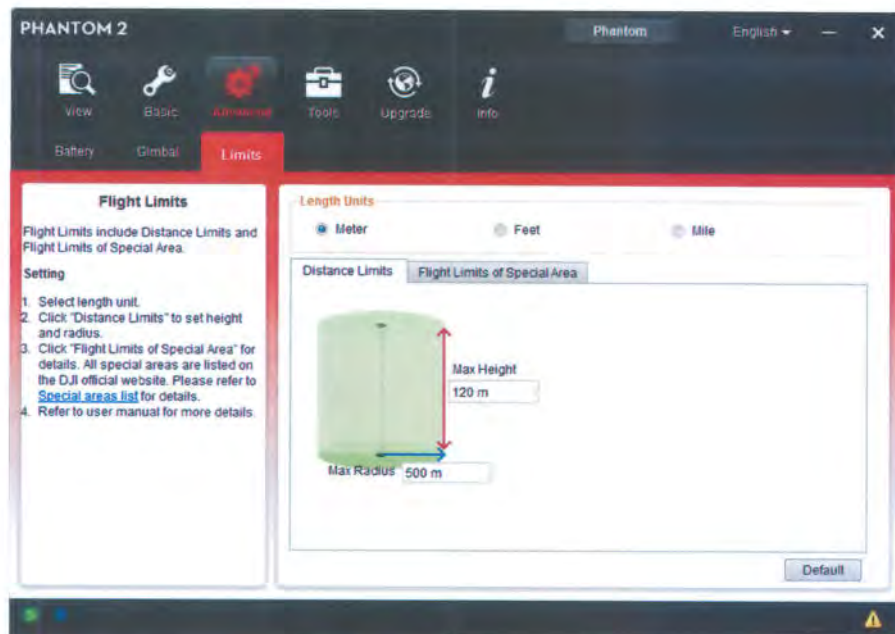 PHANTOM 2
Phantom
English
View
Basic
Advanced
Tools
Upgrade
Info
Battery
Gimbal
Limits
Flight Limits
Flight Limits include Distance Limits and
Flight Limits of Special Area.
Setting
1. Select length unit.
2. Click "Distance Limits" to set height
and radius.
3. Click "Flight Limits of Special Area" for
details. All special areas are listed on
the DJI official website. Please refer to
Special areas list for details.
4. Refer to user manual for more details.
Length Units
Meter
Feet
Mile
Distance Limits
Flight Limits of Special Area
Max Height
120 m
Max Radius 500 m
Default